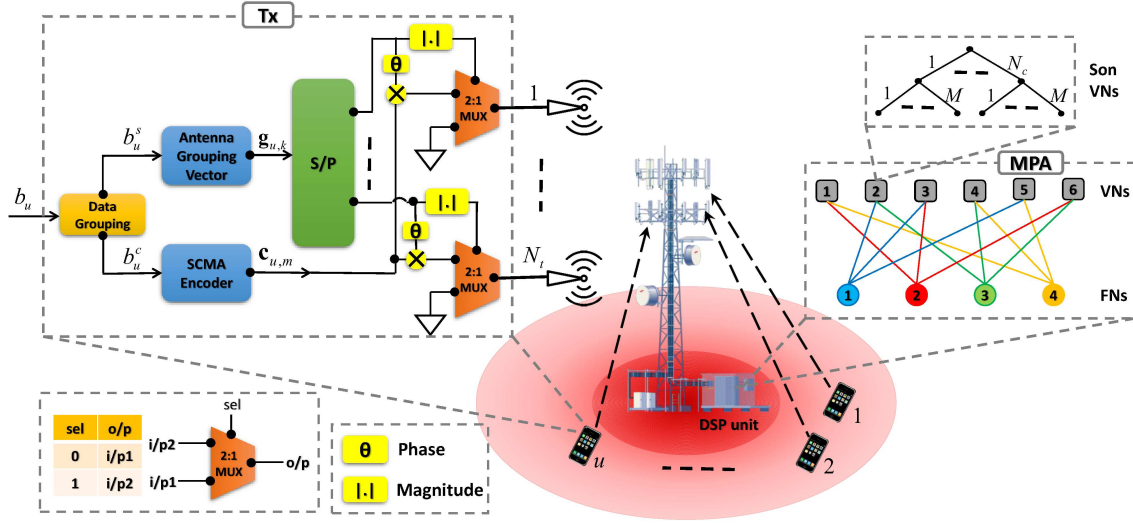 Tx
|.|
θ
1
2:1
MUX
b_u^s
Antenna
Grouping
Vector
g_{u,k}
S/P
b_u
Data
Grouping
b_u^c
SCMA
Encoder
c_{u,m}
|.|
θ
N_t
2:1
MUX
1
N_c
1
M
1
M
Son
VNs
MPA
1 2 3 4 5 6
VNs
1 2 3 4
FNs
DSP unit
1
2
u
sel o/p
0 i/p1
1 i/p2
sel
i/p2
2:1
MUX
i/p1
o/p
θ Phase
|.| Magnitude